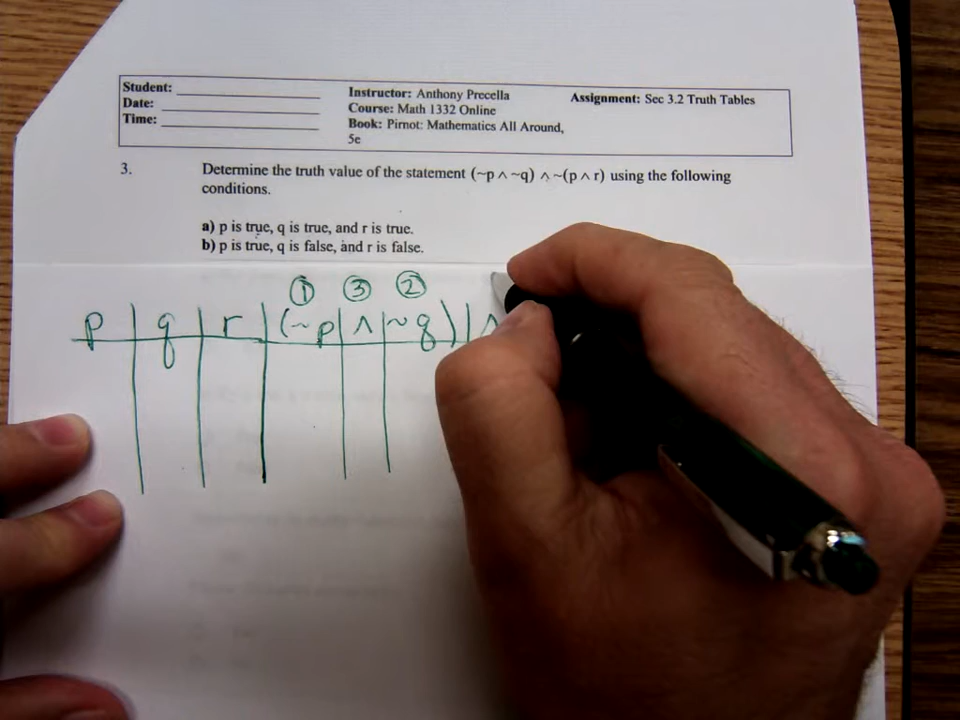 Student: Instructor: Anthony Precella Assignment: Sec 3.2 Truth Tables
Date: Course: Math 1332 Online
Time: Book: Pirnot: Mathematics All Around,
5e
3. Determine the truth value of the statement (~p ∧ ~q) ∧ ~(p ∧ r) using the following
conditions.
a) p is true, q is true, and r is true.
b) p is true, q is false, and r is false.
① ③ ②
p q r (~p ∧ ~q) ∧